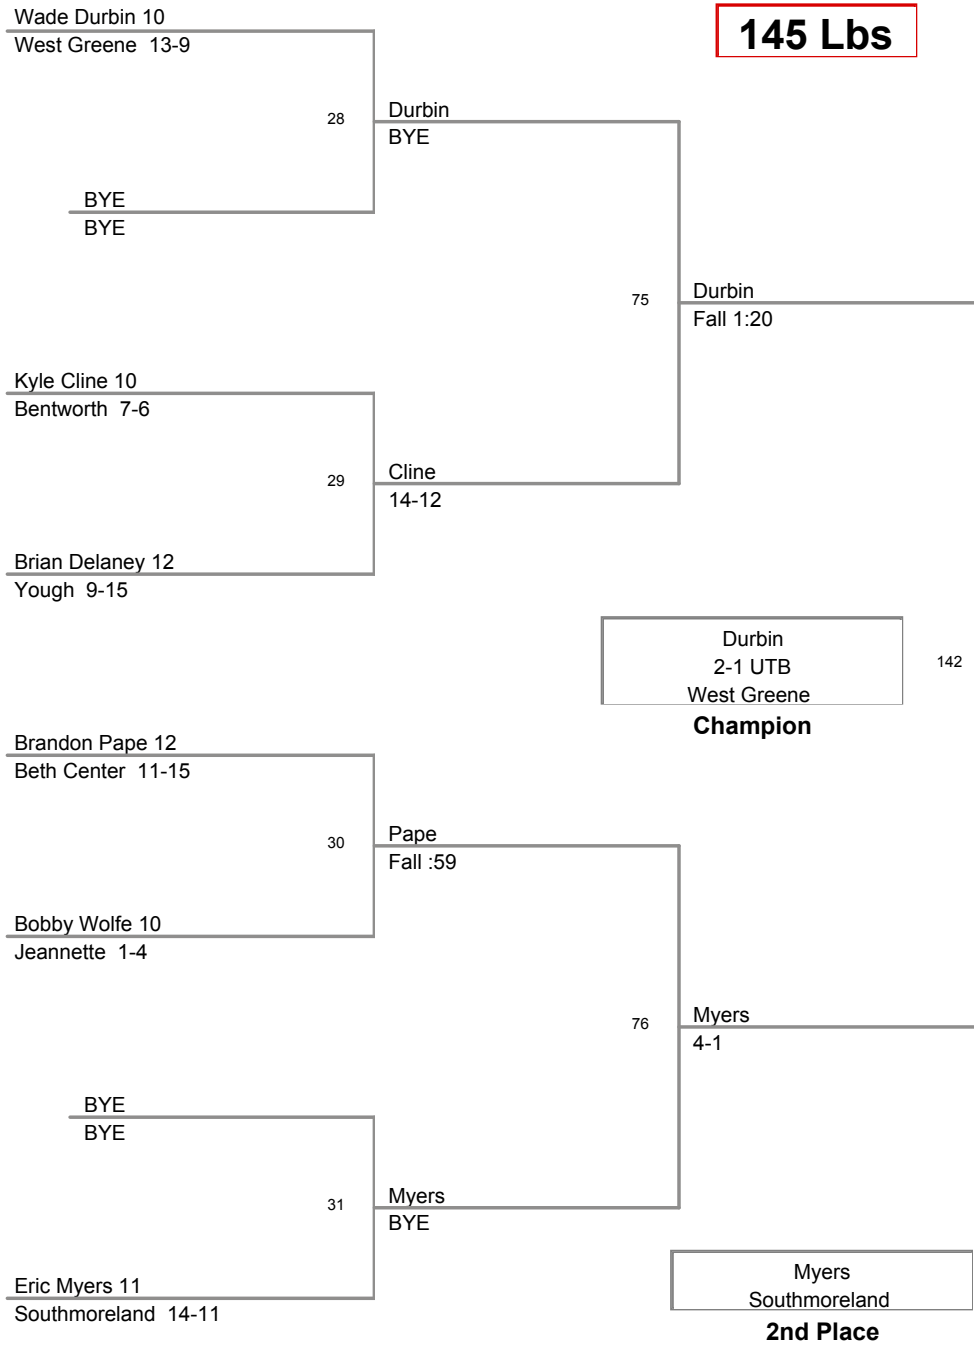 Wade Durbin 10
West Greene  13-9
145 Lbs
28
Durbin
BYE
BYE
BYE
75
Durbin
Fall 1:20
Kyle Cline 10
Bentworth  7-6
29
Cline
14-12
Brian Delaney 12
Yough  9-15
Durbin
2-1 UTB
West Greene
142
Champion
Brandon Pape 12
Beth Center  11-15
30
Pape
Fall :59
Bobby Wolfe 10
Jeannette  1-4
76
Myers
4-1
BYE
BYE
31
Myers
BYE
Eric Myers 11
Southmoreland  14-11
Myers
Southmoreland
2nd Place